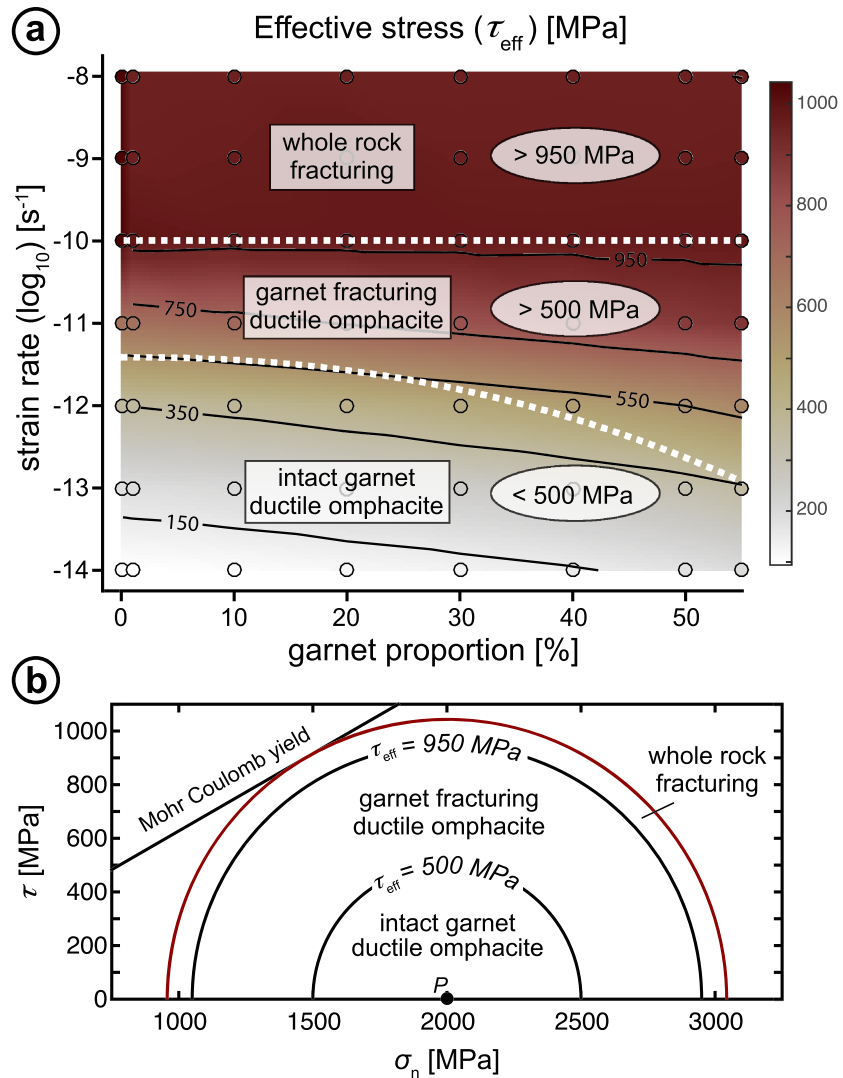 a
Effective stress (τeff) [MPa]
-8
-9
-10
-11
-12
-13
-14
strain rate (log10) [s-1]
whole rock
fracturing
> 950 MPa
950
garnet fracturing
ductile omphacite
> 500 MPa
750
550
350
intact garnet
ductile omphacite
< 500 MPa
150
0 10 20 30 40 50
garnet proportion [%]
1000
800
600
400
200
b
1000
800
600
400
200
0
τ [MPa]
Mohr Coulomb yield
τeff = 950 MPa
whole rock
fracturing
garnet fracturing
ductile omphacite
τeff = 500 MPa
intact garnet
ductile omphacite
P
1000 1500 2000 2500 3000
σn [MPa]